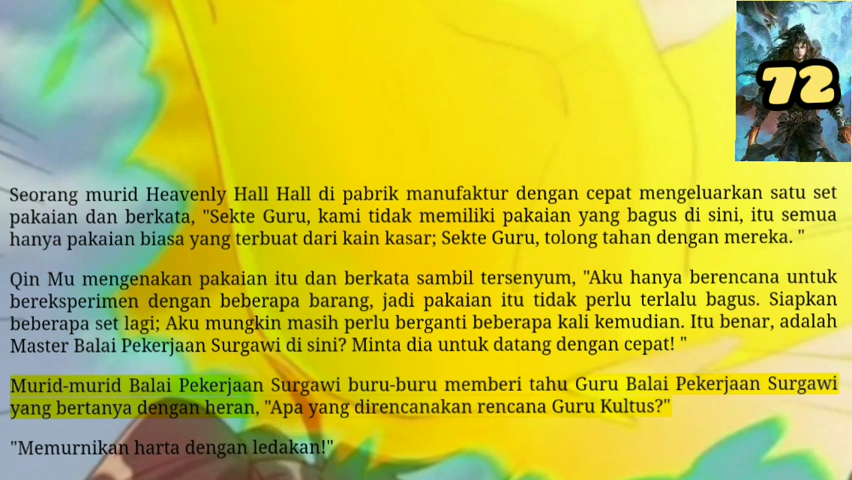 72
Seorang murid Heavenly Hall Hall di pabrik manufaktur dengan cepat mengeluarkan satu set
pakaian dan berkata, "Sekte Guru, kami tidak memiliki pakaian yang bagus di sini, itu semua
hanya pakaian biasa yang terbuat dari kain kasar; Sekte Guru, tolong tahan dengan mereka. "
Qin Mu mengenakan pakaian itu dan berkata sambil tersenyum, "Aku hanya berencana untuk
bereksperimen dengan beberapa barang, jadi pakaian itu tidak perlu terlalu bagus. Siapkan
beberapa set lagi; Aku mungkin masih perlu berganti beberapa kali kemudian. Itu benar, adalah
Master Balai Pekerjaan Surgawi di sini? Minta dia untuk datang dengan cepat! "
Murid-murid Balai Pekerjaan Surgawi buru-buru memberi tahu Guru Balai Pekerjaan Surgawi
yang bertanya dengan heran, "Apa yang direncanakan rencana Guru Kultus?"
"Memurnikan harta dengan ledakan!"